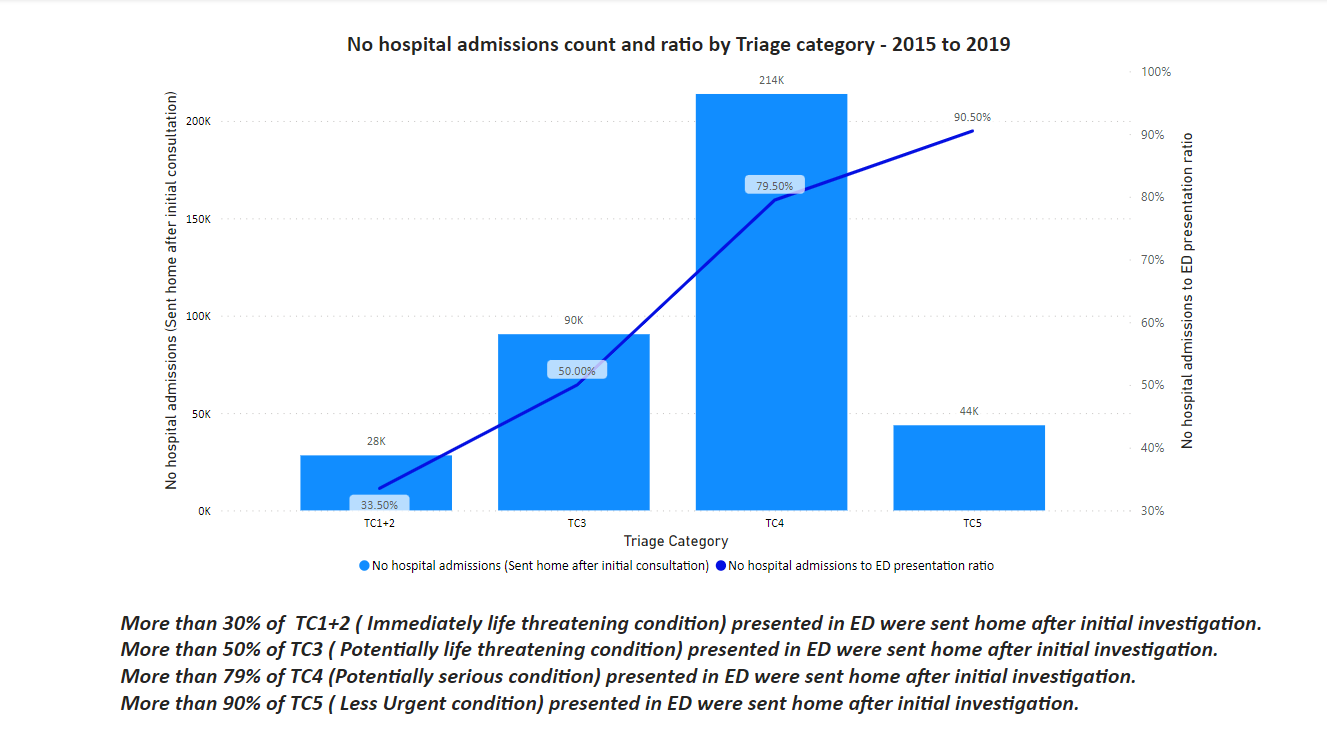 No hospital admissions count and ratio by Triage category - 2015 to 2019
No hospital admissions (Sent home after initial consultation)
200K
150K
100K
50K
0K
28K
90K
214K
44K
33.50%
50.00%
79.50%
90.50%
100%
90%
80%
70%
60%
50%
40%
30%
No hospital admissions to ED presentation ratio
TC1+2
TC3
TC4
TC5
Triage Category
No hospital admissions (Sent home after initial consultation) No hospital admissions to ED presentation ratio
More than 30% of TC1+2 ( Immediately life threatening condition) presented in ED were sent home after initial investigation.
More than 50% of TC3 ( Potentially life threatening condition) presented in ED were sent home after initial investigation.
More than 79% of TC4 (Potentially serious condition) presented in ED were sent home after initial investigation.
More than 90% of TC5 ( Less Urgent condition) presented in ED were sent home after initial investigation.